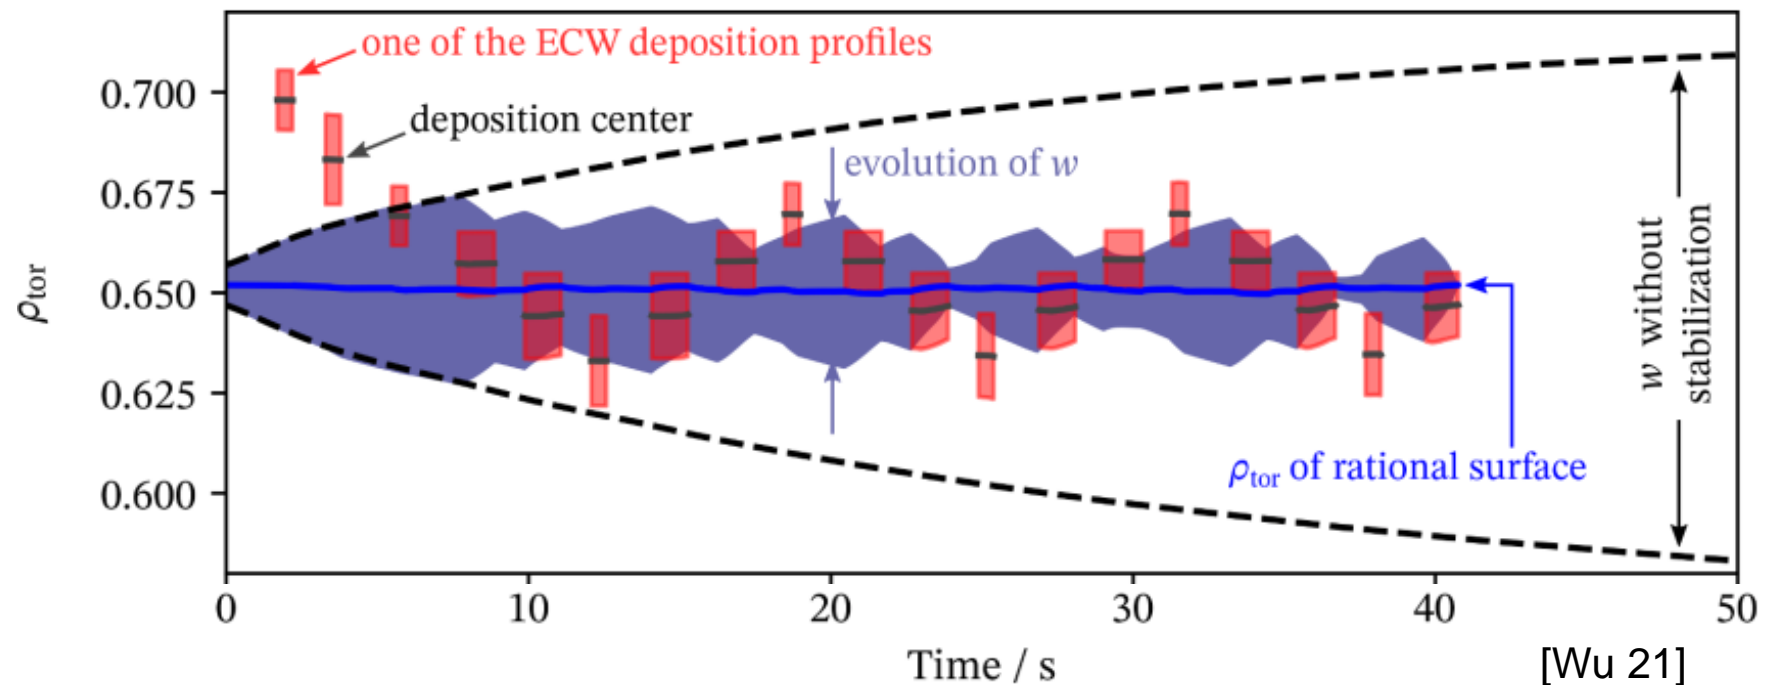 one of the ECW deposition profiles
0.700
deposition center
evolution of w
0.675
0.650
0.625
0.600
ρtor
w without
stabilization
ρtor of rational surface
0 10 20 30 40 50
Time / s
[Wu 21]